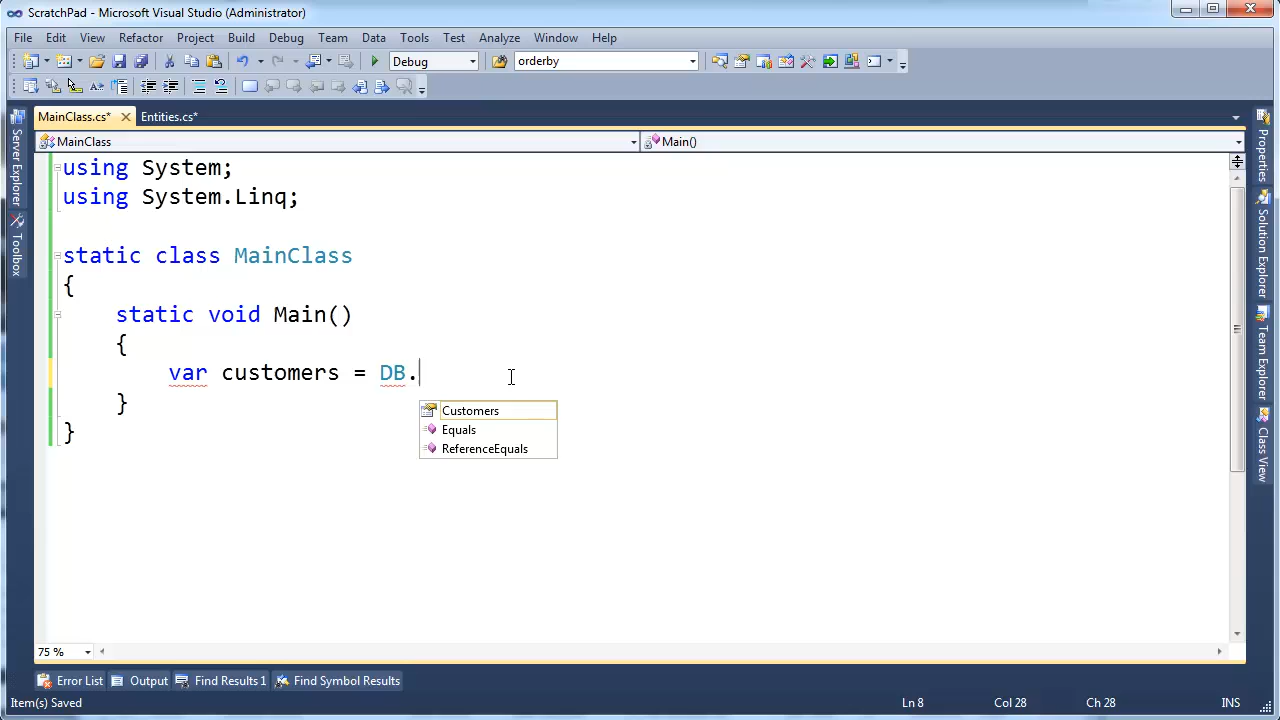 ScratchPad - Microsoft Visual Studio (Administrator)
File Edit View Refactor Project Build Debug Team Data Tools Test Analyze Window Help
Debug orderby
MainClass.cs* Entities.cs*
MainClass Main()
using System;
using System.Linq;
static class MainClass
{
static void Main()
{
var customers = DB.
}
}
Customers
Equals
ReferenceEquals
Server Explorer
Toolbox
Properties
Solution Explorer
Team Explorer
Class View
75 %
Error List Output Find Results 1 Find Symbol Results
Item(s) Saved Ln 8 Col 28 Ch 28 INS